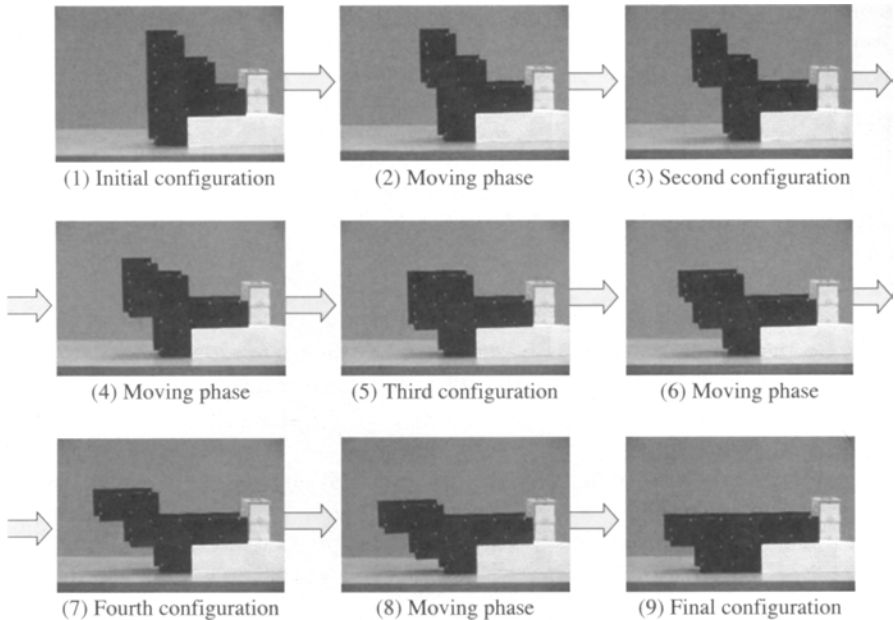 (1) Initial configuration
(2) Moving phase
(3) Second configuration
(4) Moving phase
(5) Third configuration
(6) Moving phase
(7) Fourth configuration
(8) Moving phase
(9) Final configuration